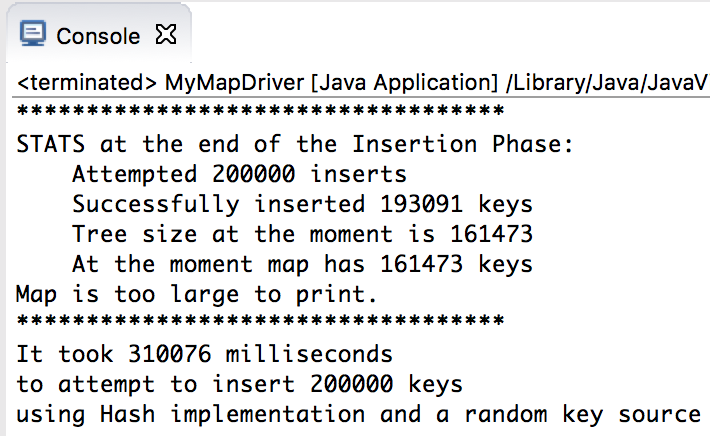 Console
<terminated> MyMapDriver [Java Application] /Library/Java/JavaV
***********************************
STATS at the end of the Insertion Phase:
    Attempted 200000 inserts
    Successfully inserted 193091 keys
    Tree size at the moment is 161473
    At the moment map has 161473 keys
Map is too large to print.
***********************************
It took 310076 milliseconds
to attempt to insert 200000 keys
using Hash implementation and a random key source